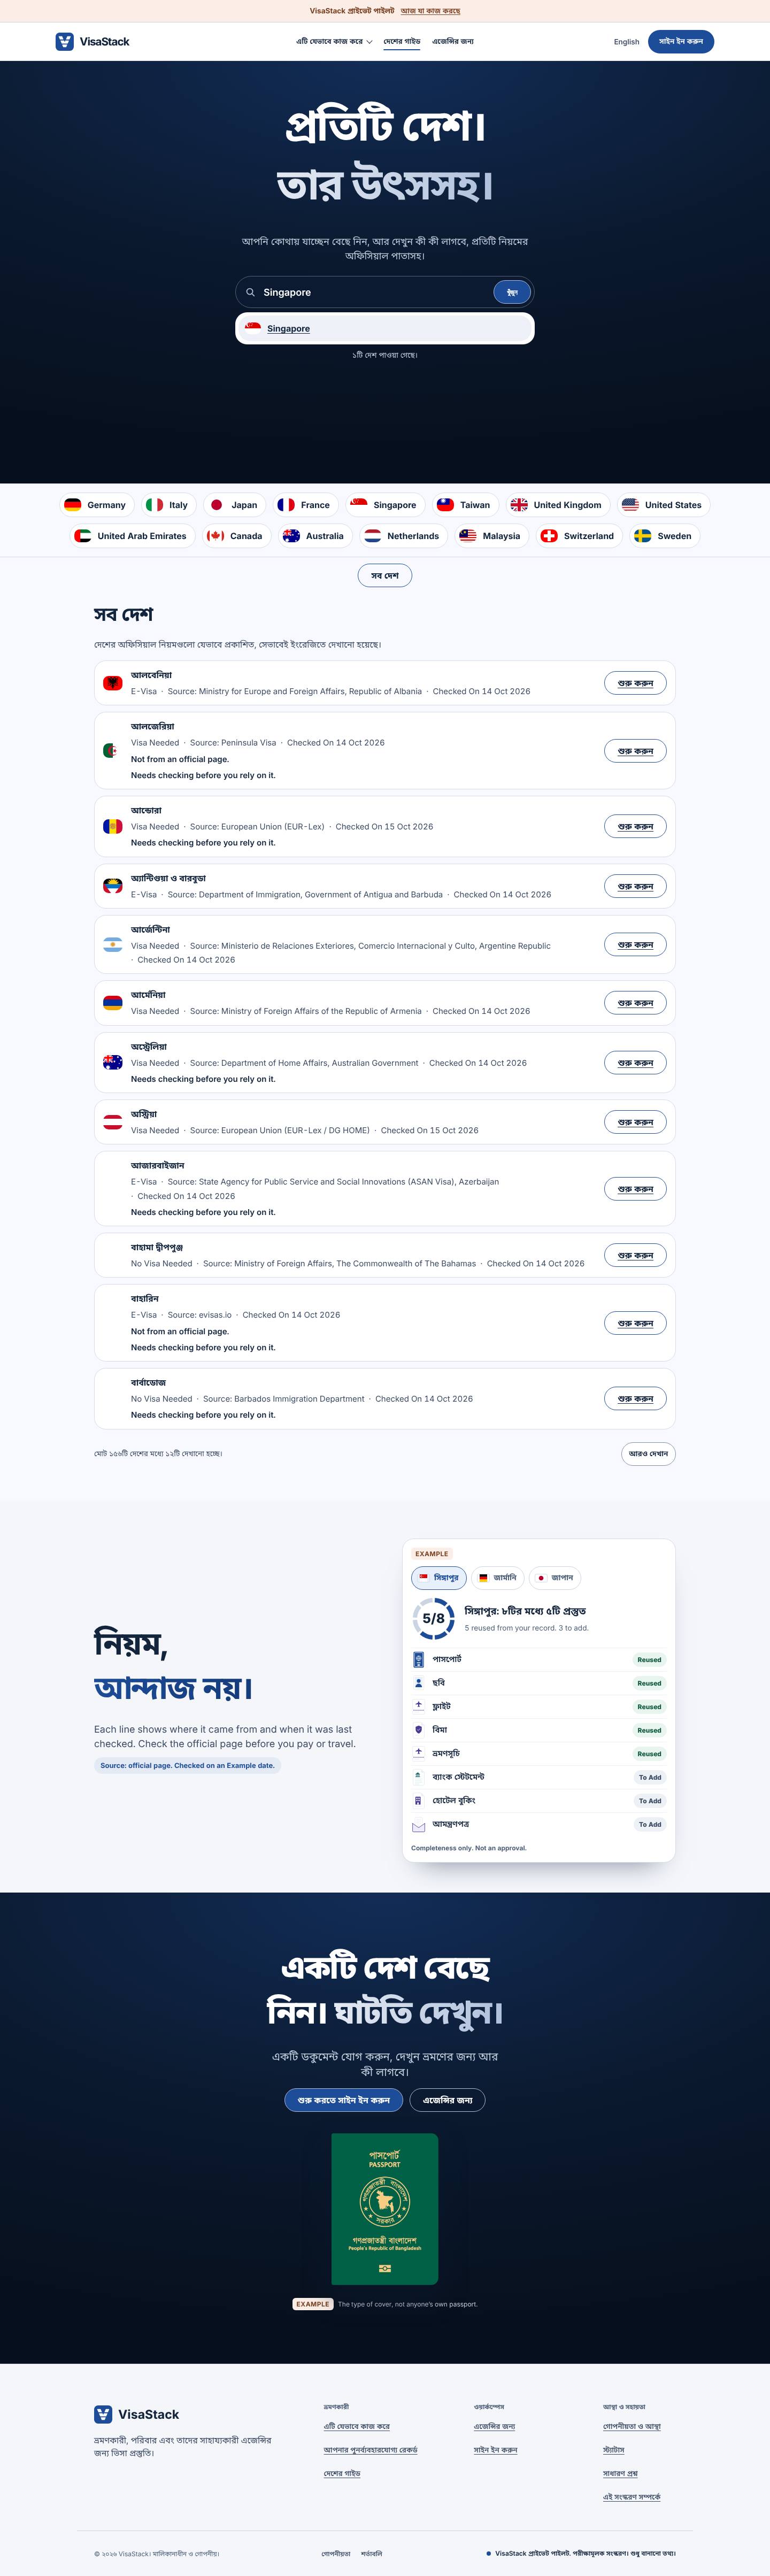 VisaStack প্রাইভেট পাইলট আজ যা কাজ করছে
VisaStack
এটি যেভাবে কাজ করে
দেশের গাইড
এজেন্সির জন্য
English
সাইন ইন করুন
প্রতিটি দেশ।
তার উৎসসহ।
আপনি কোথায় যাচ্ছেন বেছে নিন, আর দেখুন কী কী লাগবে, প্রতিটি নিয়মের
অফিসিয়াল পাতাসহ।
Singapore
খুঁজুন
Singapore
১টি দেশ পাওয়া গেছে।
Germany
Italy
Japan
France
Singapore
Taiwan
United Kingdom
United States
United Arab Emirates
Canada
Australia
Netherlands
Malaysia
Switzerland
Sweden
সব দেশ
সব দেশ
দেশের অফিসিয়াল নিয়মগুলো যেভাবে প্রকাশিত, সেভাবেই ইংরেজিতে দেখানো হয়েছে।
আলবেনিয়া
E-Visa · Source: Ministry for Europe and Foreign Affairs, Republic of Albania · Checked On 14 Oct 2026
শুরু করুন
আলজেরিয়া
Visa Needed · Source: Peninsula Visa · Checked On 14 Oct 2026
Not from an official page.
Needs checking before you rely on it.
শুরু করুন
আন্ডোরা
Visa Needed · Source: European Union (EUR-Lex) · Checked On 15 Oct 2026
Needs checking before you rely on it.
শুরু করুন
অ্যান্টিগুয়া ও বারবুডা
E-Visa · Source: Department of Immigration, Government of Antigua and Barbuda · Checked On 14 Oct 2026
শুরু করুন
আর্জেন্টিনা
Visa Needed · Source: Ministerio de Relaciones Exteriores, Comercio Internacional y Culto, Argentine Republic
· Checked On 14 Oct 2026
শুরু করুন
আর্মেনিয়া
Visa Needed · Source: Ministry of Foreign Affairs of the Republic of Armenia · Checked On 14 Oct 2026
শুরু করুন
অস্ট্রেলিয়া
Visa Needed · Source: Department of Home Affairs, Australian Government · Checked On 14 Oct 2026
Needs checking before you rely on it.
শুরু করুন
অস্ট্রিয়া
Visa Needed · Source: European Union (EUR-Lex / DG HOME) · Checked On 15 Oct 2026
শুরু করুন
আজারবাইজান
E-Visa · Source: State Agency for Public Service and Social Innovations (ASAN Visa), Azerbaijan
· Checked On 14 Oct 2026
Needs checking before you rely on it.
শুরু করুন
বাহামা দ্বীপপুঞ্জ
No Visa Needed · Source: Ministry of Foreign Affairs, The Commonwealth of The Bahamas · Checked On 14 Oct 2026
শুরু করুন
বাহরিন
E-Visa · Source: evisas.io · Checked On 14 Oct 2026
Not from an official page.
Needs checking before you rely on it.
শুরু করুন
বার্বাডোজ
No Visa Needed · Source: Barbados Immigration Department · Checked On 14 Oct 2026
Needs checking before you rely on it.
শুরু করুন
মোট ১৫৬টি দেশের মধ্যে ১২টি দেখানো হচ্ছে।
আরও দেখান
নিয়ম,
আন্দাজ নয়।
Each line shows where it came from and when it was last
checked. Check the official page before you pay or travel.
Source: official page. Checked on an Example date.
EXAMPLE
সিঙ্গাপুর
জার্মানি
জাপান
5/8
সিঙ্গাপুর: ৮টির মধ্যে ৫টি প্রস্তুত
5 reused from your record. 3 to add.
পাসপোর্ট
Reused
ছবি
Reused
ফ্লাইট
Reused
বিমা
Reused
ভ্রমণসূচি
Reused
ব্যাংক স্টেটমেন্ট
To Add
হোটেল বুকিং
To Add
আমন্ত্রণপত্র
To Add
Completeness only. Not an approval.
একটি দেশ বেছে
নিন। ঘাটতি দেখুন।
একটি ডকুমেন্ট যোগ করুন, দেখুন ভ্রমণের জন্য আর
কী লাগবে।
শুরু করতে সাইন ইন করুন
এজেন্সির জন্য
পাসপোর্ট
PASSPORT
গণপ্রজাতন্ত্রী বাংলাদেশ
সরকার
গণপ্রজাতন্ত্রী বাংলাদেশ
People's Republic of Bangladesh
EXAMPLE
The type of cover, not anyone's own passport.
VisaStack
ভ্রমণকারী, পরিবার এবং তাদের সাহায্যকারী এজেন্সির
জন্য ভিসা প্রস্তুতি।
ভ্রমণকারী
এটি যেভাবে কাজ করে
আপনার পুনর্ব্যবহারযোগ্য রেকর্ড
দেশের গাইড
ওয়ার্কস্পেস
এজেন্সির জন্য
সাইন ইন করুন
আস্থা ও সহায়তা
গোপনীয়তা ও আস্থা
স্ট্যাটাস
সাধারণ প্রশ্ন
এই সংস্করণ সম্পর্কে
© ২০২৬ VisaStack। মালিকানাধীন ও গোপনীয়।
গোপনীয়তা
শর্তাবলি
VisaStack প্রাইভেট পাইলট. পরীক্ষামূলক সংস্করণ। শুধু বানানো তথ্য।